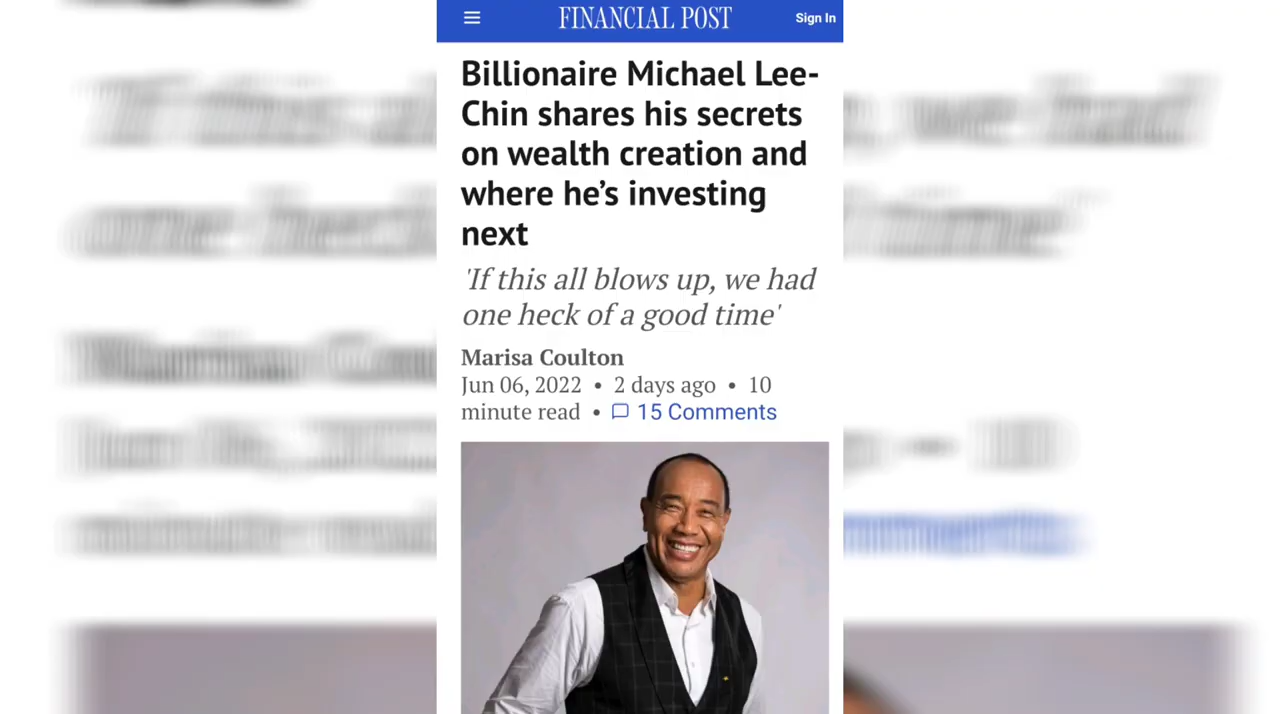 FINANCIAL POST
Sign In
Billionaire Michael Lee-
Chin shares his secrets
on wealth creation and
where he’s investing
next
'If this all blows up, we had
one heck of a good time'
Marisa Coulton
Jun 06, 2022 • 2 days ago • 10
minute read • 15 Comments